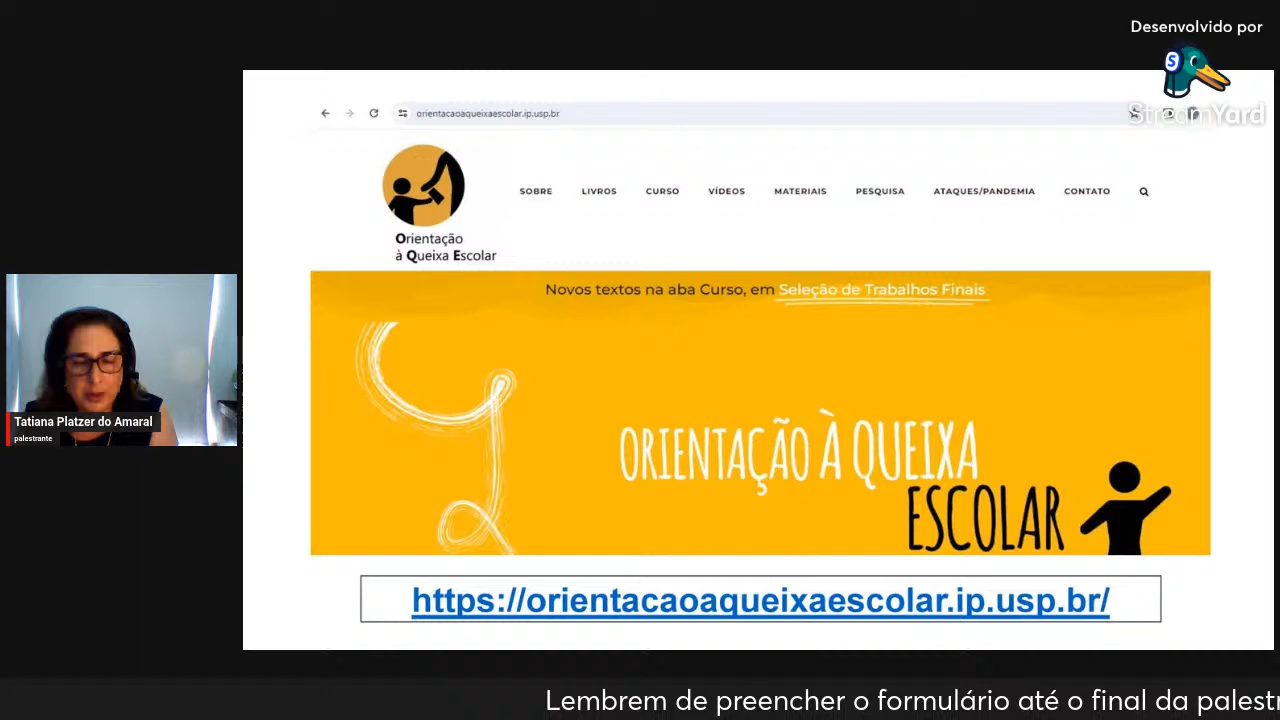 Desenvolvido por
StreamYard
orientacaoaqueixaescolar.ip.usp.br
Orientação
à Queixa Escolar
SOBRE LIVROS CURSO VÍDEOS MATERIAIS PESQUISA ATAQUES/PANDEMIA CONTATO
Novos textos na aba Curso, em Seleção de Trabalhos Finais
ORIENTAÇÃO À QUEIXA
ESCOLAR
https://orientacaoaqueixaescolar.ip.usp.br/
Tatiana Platzer do Amaral
palestrante
Lembrem de preencher o formulário até o final da palest